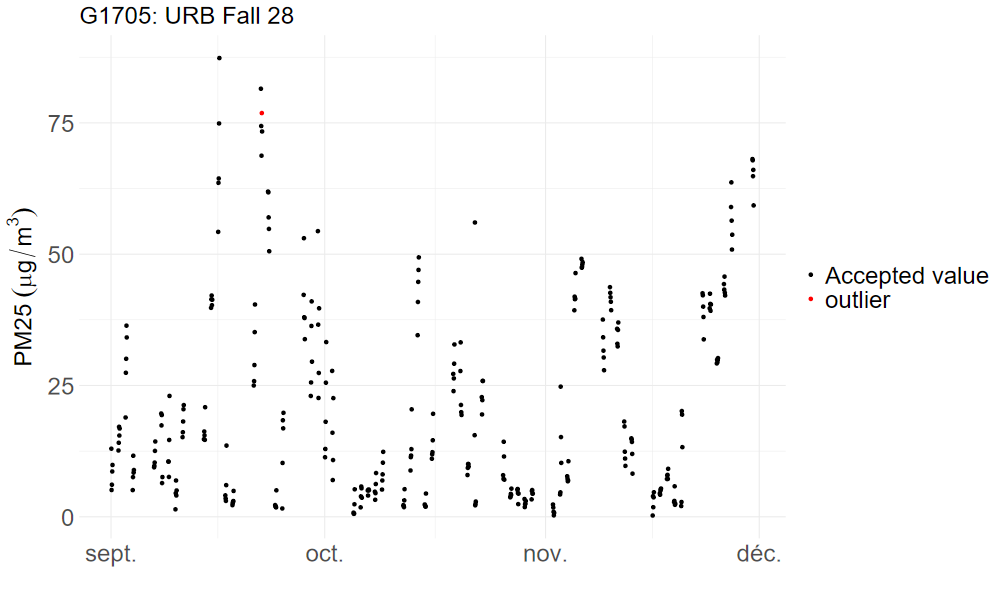 G1705: URB Fall 28
PM25 (μg/m³)
75
50
25
0
sept.
oct.
nov.
déc.
Accepted value
outlier